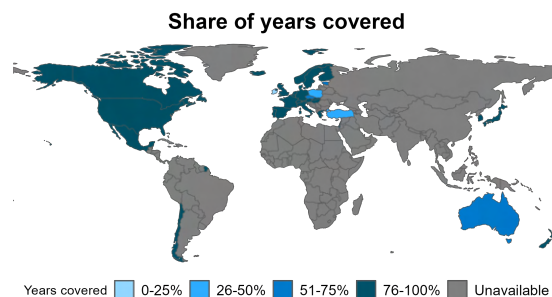 Share of years covered
Years covered 0-25% 26-50% 51-75% 76-100% Unavailable